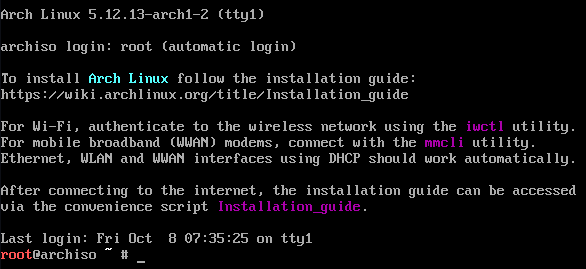 Arch Linux 5.12.13-arch1-2 (tty1)
archiso login: root (automatic login)
To install Arch Linux follow the installation guide:
https://wiki.archlinux.org/title/Installation_guide
For Wi-Fi, authenticate to the wireless network using the iwctl utility.
For mobile broadband (WWAN) modems, connect with the mmcli utility.
Ethernet, WLAN and WWAN interfaces using DHCP should work automatically.
After connecting to the internet, the installation guide can be accessed
via the convenience script Installation_guide.
Last login: Fri Oct  8 07:35:25 on tty1
root@archiso ~ # _